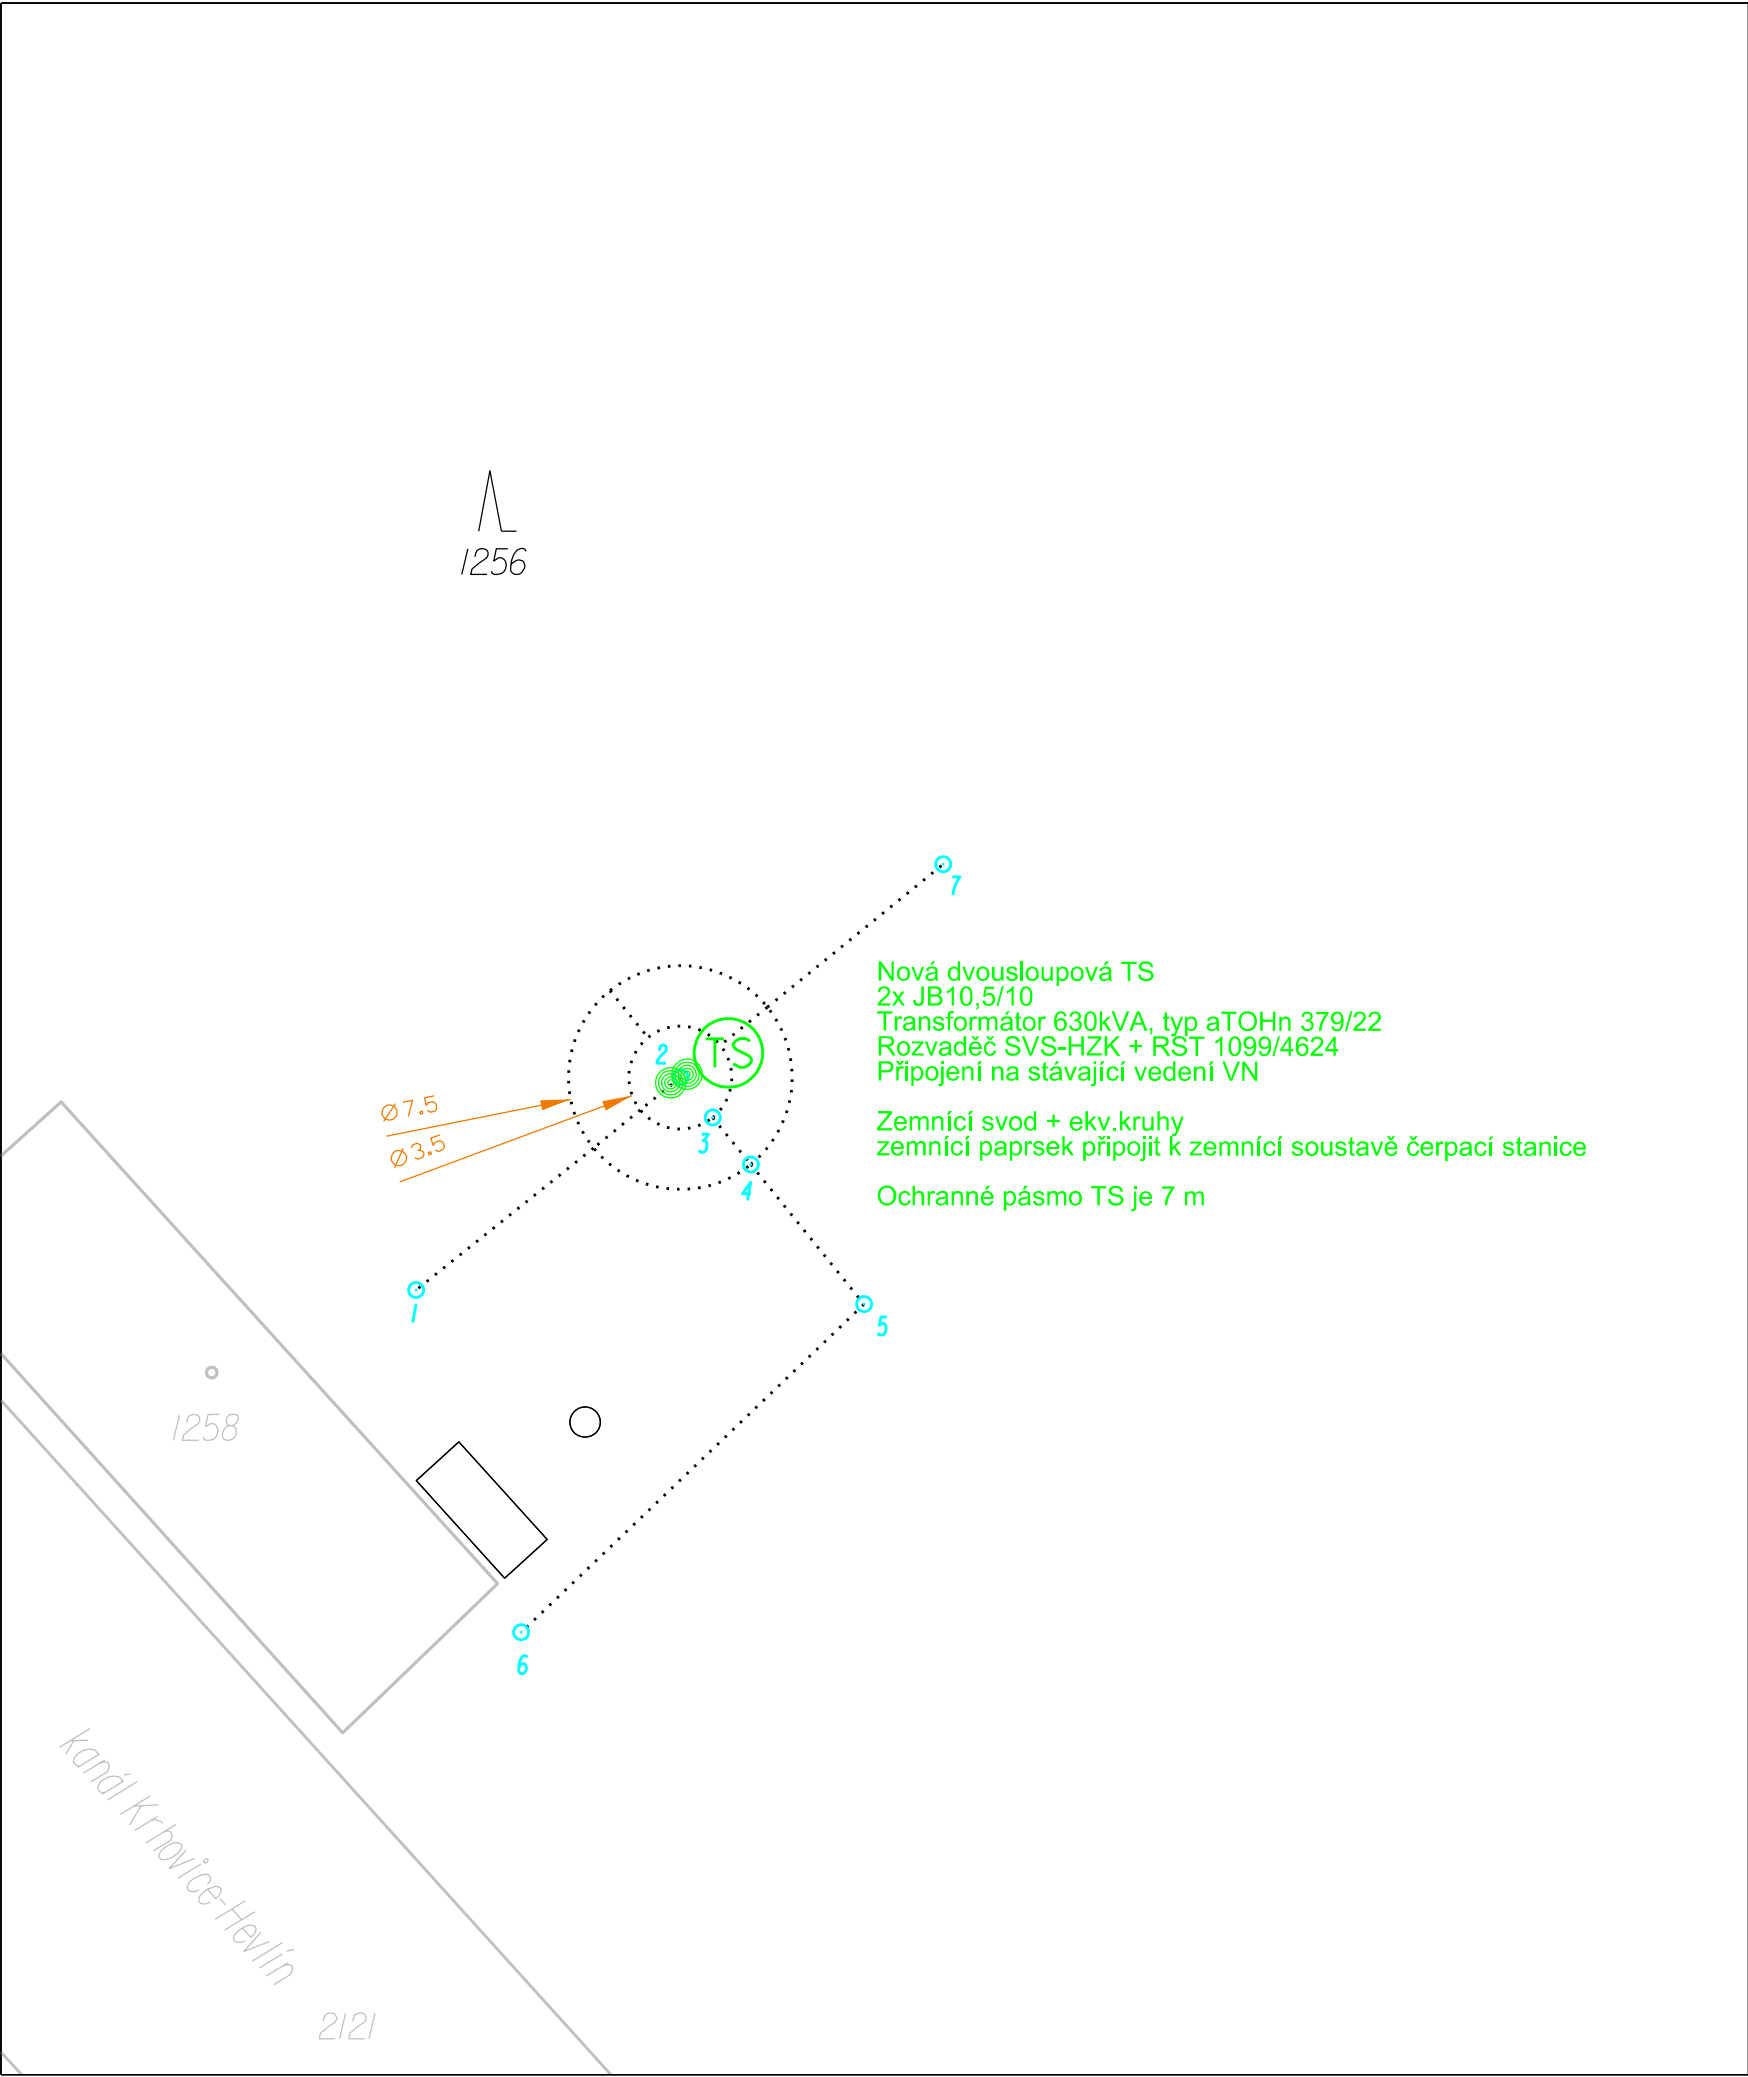 1256
7
Nová dvousloupová TS
2x JB10,5/10
Transformátor 630kVA, typ aTOHn 379/22
Rozvaděč SVS-HZK + RST 1099/4624
Připojení na stávající vedení VN
TS
2
Ø7.5
Ø3.5
3
Zemnící svod + ekv.kruhy
zemnící paprsek připojit k zemnící soustavě čerpací stanice
4
Ochranné pásmo TS je 7 m
1
5
1258
6
kanál Krhovice-Hevlín
2121